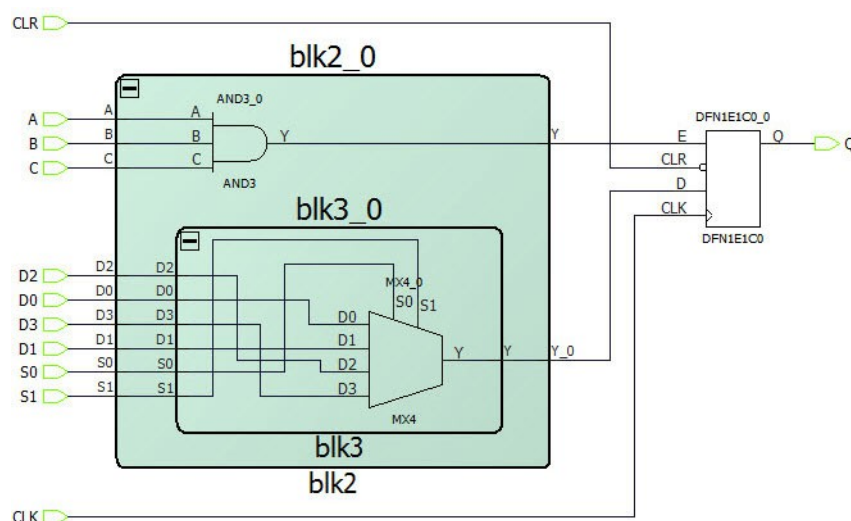 CLR
blk2_0
A A AND3_0 A
B B B Y Y E DFN1E1C0_0 Q Q
C C C CLR
AND3 D
blk3_0 CLK
DFN1E1C0
D2 D2 D2 MX4_0
D0 D0 D0 S0 S1
D3 D3 D3 D0
D1 D1 D1 D1 Y Y Y_0
S0 S0 S0 D2
S1 S1 S1 D3
MX4
blk3
blk2
CLK